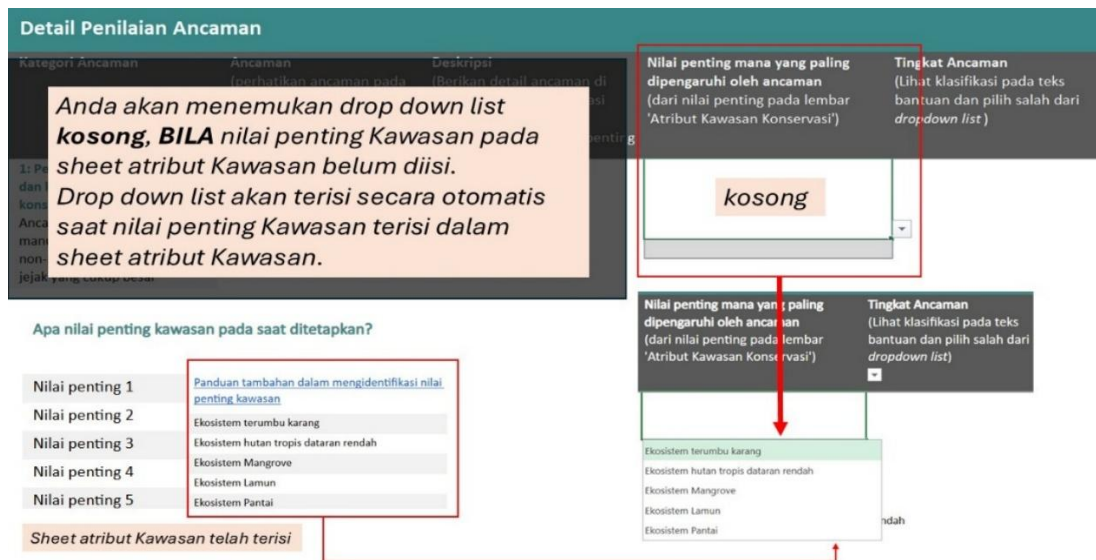 Detail Penilaian Ancaman
Kategori Ancaman
Ancaman
(perhatikan ancaman pada
Deskripsi
(Berikan detail ancaman di
Anda akan menemukan drop down list
kosong, BILA nilai penting Kawasan pada
sheet atribut Kawasan belum diisi.
Drop down list akan terisi secara otomatis
saat nilai penting Kawasan terisi dalam
sheet atribut Kawasan.
jejak yang cukup besar
Nilai penting mana yang paling
dipengaruhi oleh ancaman
(dari nilai penting pada lembar
'Atribut Kawasan Konservasi')
Tingkat Ancaman
(Lihat klasifikasi pada teks
bantuan dan pilih salah dari
dropdown list)
kosong
Apa nilai penting kawasan pada saat ditetapkan?
Nilai penting 1
Nilai penting 2
Nilai penting 3
Nilai penting 4
Nilai penting 5
Panduan tambahan dalam mengidentifikasi nilai
penting kawasan
Ekosistem terumbu karang
Ekosistem hutan tropis dataran rendah
Ekosistem Mangrove
Ekosistem Lamun
Ekosistem Pantai
Sheet atribut Kawasan telah terisi
Nilai penting mana yang paling
dipengaruhi oleh ancaman
(dari nilai penting pada lembar
'Atribut Kawasan Konservasi')
Tingkat Ancaman
(Lihat klasifikasi pada teks
bantuan dan pilih salah dari
dropdown list)
Ekosistem terumbu karang
Ekosistem hutan tropis dataran rendah
Ekosistem Mangrove
Ekosistem Lamun
Ekosistem Pantai